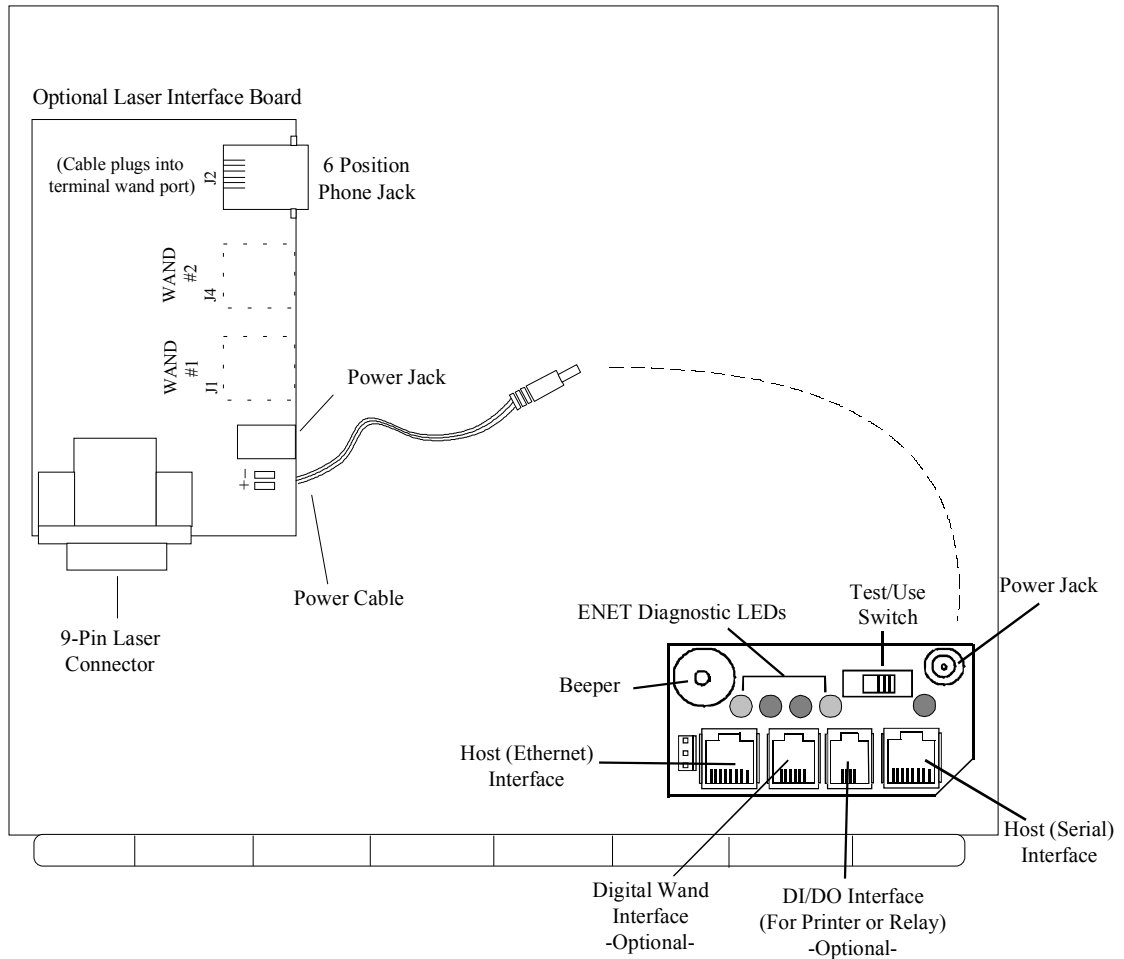 Optional Laser Interface Board
(Cable plugs into
terminal wand port)
J2
6 Position
Phone Jack
WAND
#2
J4
WAND
#1
J1
Power Jack
+ -
Power Cable
9-Pin Laser
Connector
ENET Diagnostic LEDs
Test/Use
Switch
Power Jack
Beeper
Host (Ethernet)
Interface
Host (Serial)
Interface
Digital Wand
Interface
-Optional-
DI/DO Interface
(For Printer or Relay)
-Optional-